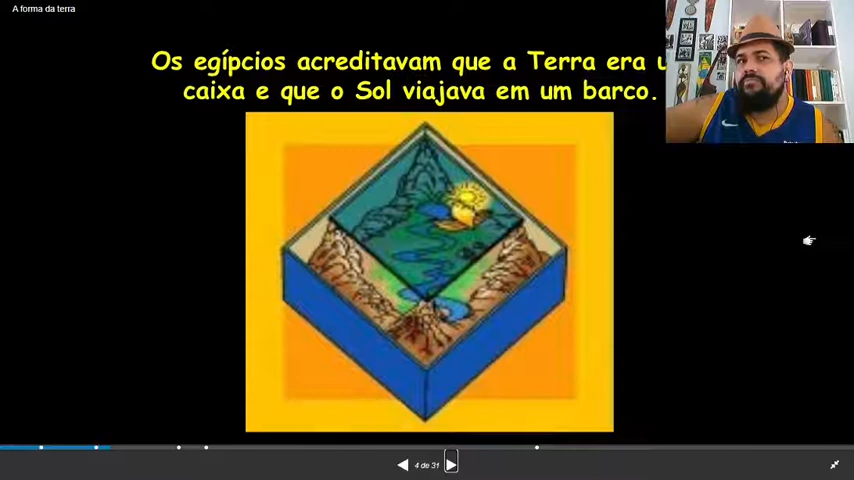 A forma da terra
Os egípcios acreditavam que a Terra era u
caixa e que o Sol viajava em um barco.
4 de 31